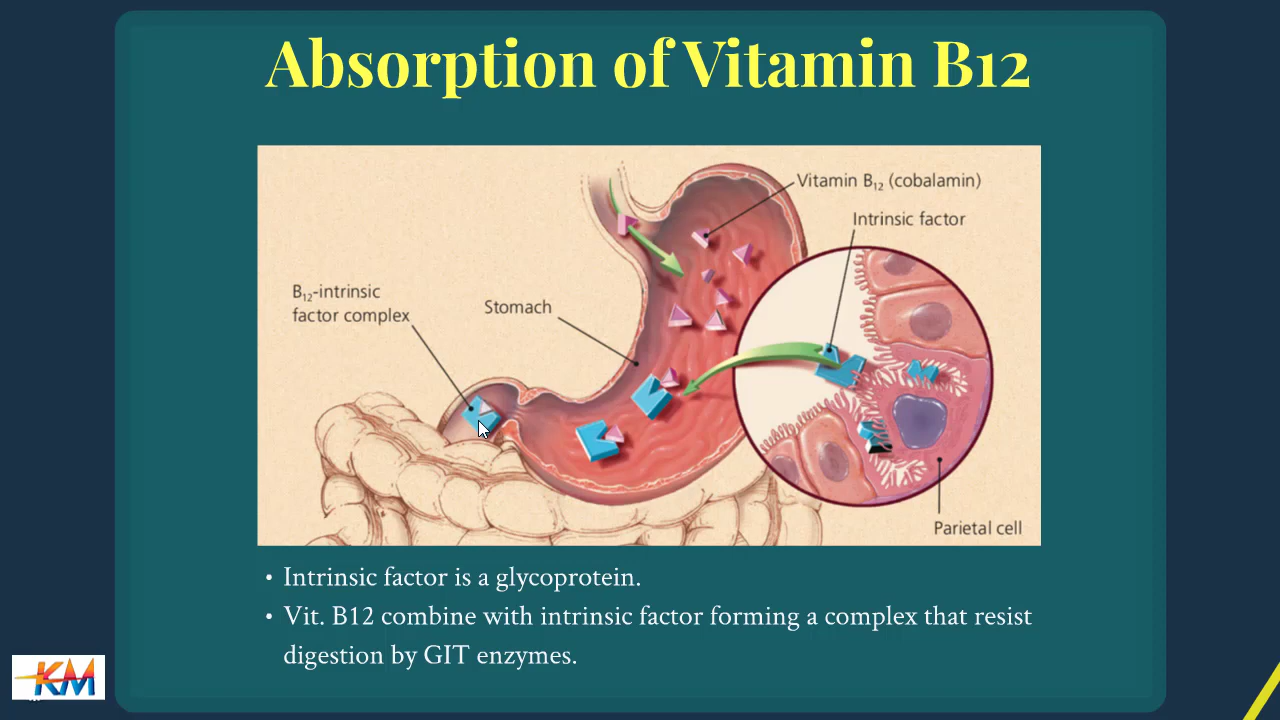 Absorption of Vitamin B12
Vitamin B₁₂ (cobalamin)
Intrinsic factor
B₁₂-intrinsic
factor complex
Stomach
Parietal cell
• Intrinsic factor is a glycoprotein.
• Vit. B12 combine with intrinsic factor forming a complex that resist
digestion by GIT enzymes.
KM